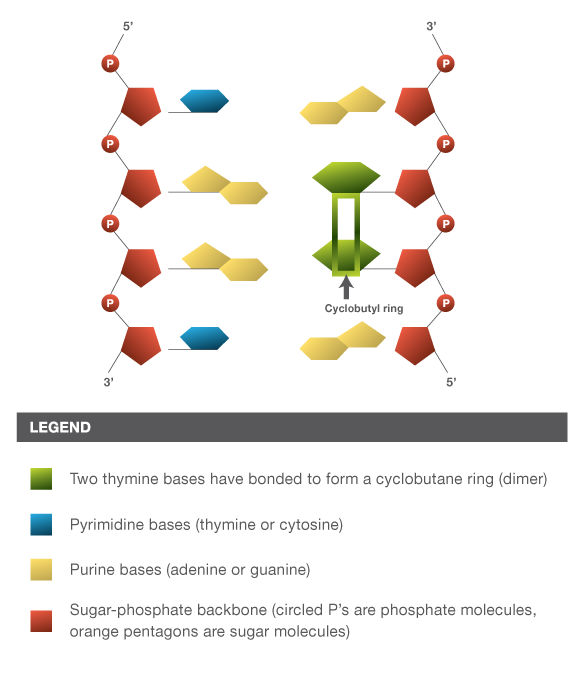 5’
3’
P
P
P
P
P
P
P
P
Cyclobutyl ring
3’
5’
LEGEND
Two thymine bases have bonded to form a cyclobutane ring (dimer)
Pyrimidine bases (thymine or cytosine)
Purine bases (adenine or guanine)
Sugar-phosphate backbone (circled P’s are phosphate molecules,
orange pentagons are sugar molecules)